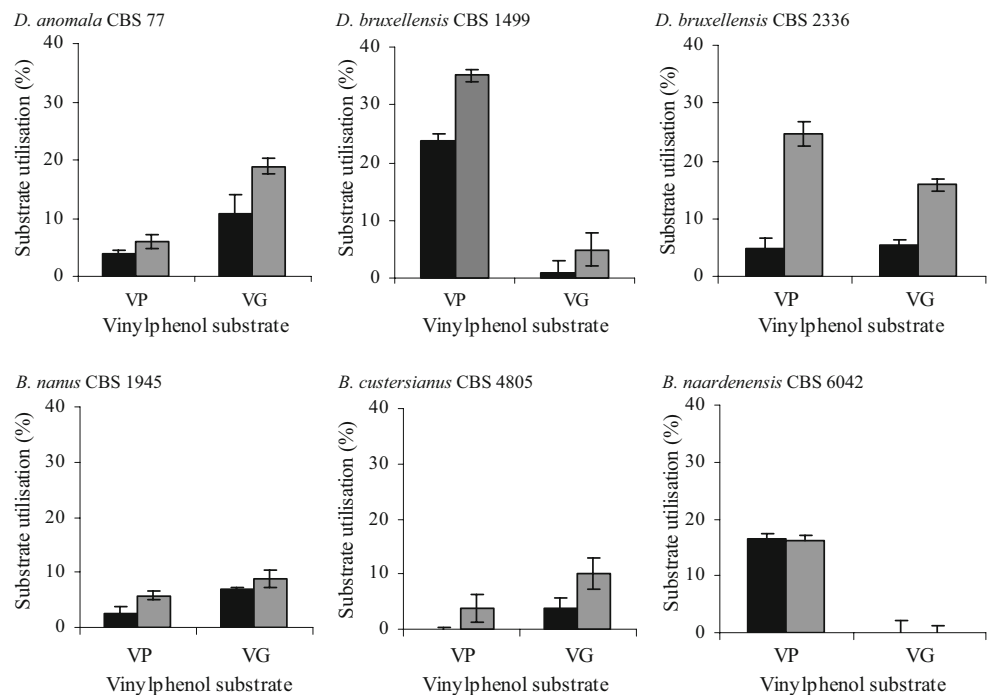 D. anomala CBS 77
Substrate utilisation (%)
40
30
20
10
0
VP VG
Vinylphenol substrate
D. bruxellensis CBS 1499
Substrate utilisation (%)
40
30
20
10
0
VP VG
Vinylphenol substrate
D. bruxellensis CBS 2336
Substrate utilisation (%)
40
30
20
10
0
VP VG
Vinylphenol substrate
B. nanus CBS 1945
Substrate utilisation (%)
40
30
20
10
0
VP VG
Vinylphenol substrate
B. custersianus CBS 4805
Substrate utilisation (%)
40
30
20
10
0
VP VG
Vinylphenol substrate
B. naardenensis CBS 6042
Substrate utilisation (%)
40
30
20
10
0
VP VG
Vinylphenol substrate